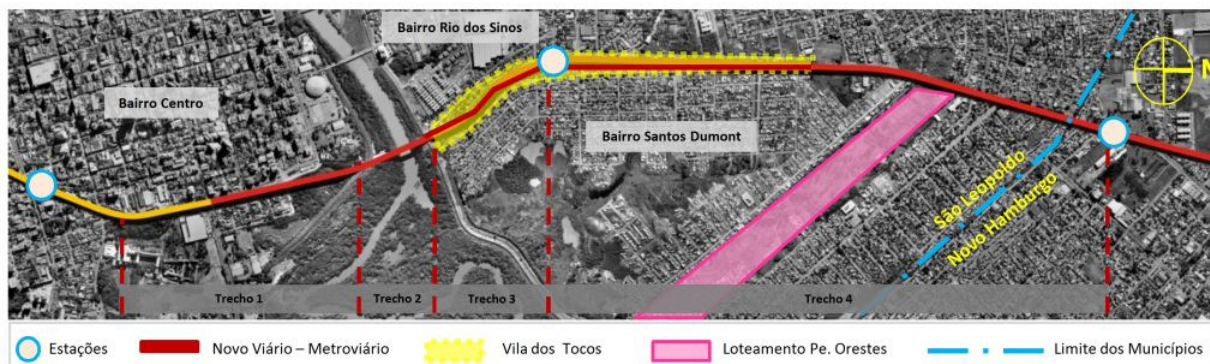 Bairro Rio dos Sinos
Bairro Centro
Bairro Santos Dumont
N
São Leopoldo
Novo Hamburgo
Trecho 1
Trecho 2
Trecho 3
Trecho 4
Estações
Novo Viário – Metroviário
Vila dos Tocos
Loteamento Pe. Orestes
Limite dos Municípios